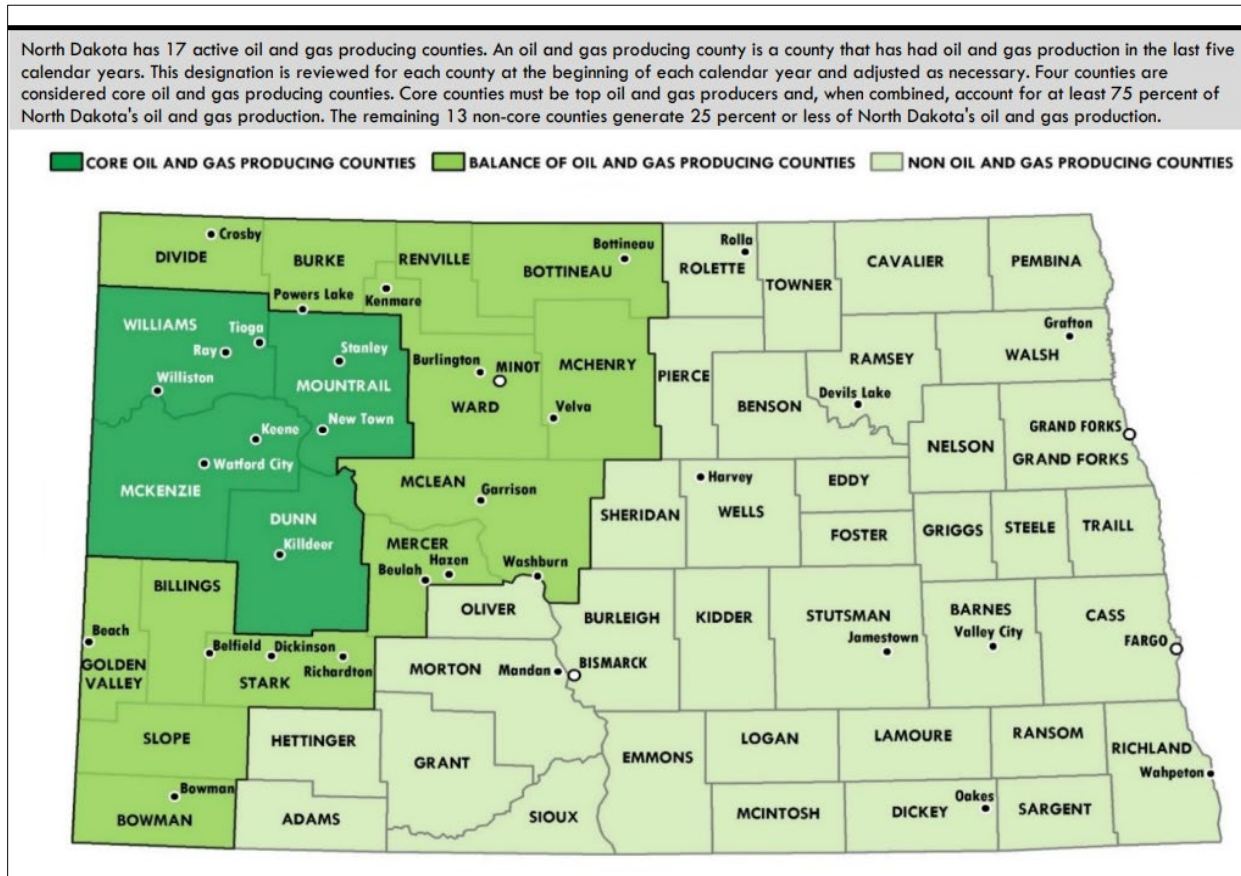 North Dakota has 17 active oil and gas producing counties. An oil and gas producing county is a county that has had oil and gas production in the last five
calendar years. This designation is reviewed for each county at the beginning of each calendar year and adjusted as necessary. Four counties are
considered core oil and gas producing counties. Core counties must be top oil and gas producers and, when combined, account for at least 75 percent of
North Dakota's oil and gas production. The remaining 13 non-core counties generate 25 percent or less of North Dakota's oil and gas production.
CORE OIL AND GAS PRODUCING COUNTIES
BALANCE OF OIL AND GAS PRODUCING COUNTIES
NON OIL AND GAS PRODUCING COUNTIES
Crosby
DIVIDE
BURKE
RENVILLE
Bottineau
BOTTINEAU
Rolla
ROLETTE
TOWNER
CAVALIER
PEMBINA
Powers Lake
Kenmare
WILLIAMS
Tioga
Ray
Williston
Stanley
MOUNTRAIL
New Town
Burlington
MINOT
WARD
MCHENRY
Velva
PIERCE
BENSON
RAMSEY
Devils Lake
Grafton
WALSH
NELSON
GRAND FORKS
GRAND FORKS
Keene
Watford City
MCKENZIE
DUNN
Killdeer
MCLEAN
Garrison
MERCER
Hazen
Beulah
Washburn
SHERIDAN
Harvey
WELLS
EDDY
FOSTER
GRIGGS
STEELE
TRAILL
BILLINGS
Beach
GOLDEN
VALLEY
Belfield
Dickinson
Richardton
STARK
OLIVER
MORTON
Mandan
BISMARCK
BURLEIGH
KIDDER
STUTSMAN
Jamestown
BARNES
Valley City
CASS
FARGO
SLOPE
Bowman
BOWMAN
HETTINGER
ADAMS
GRANT
SIOUX
EMMONS
LOGAN
MCINTOSH
LAMOURE
DICKEY
Oakes
RANSOM
SARGENT
RICHLAND
Wahpeton